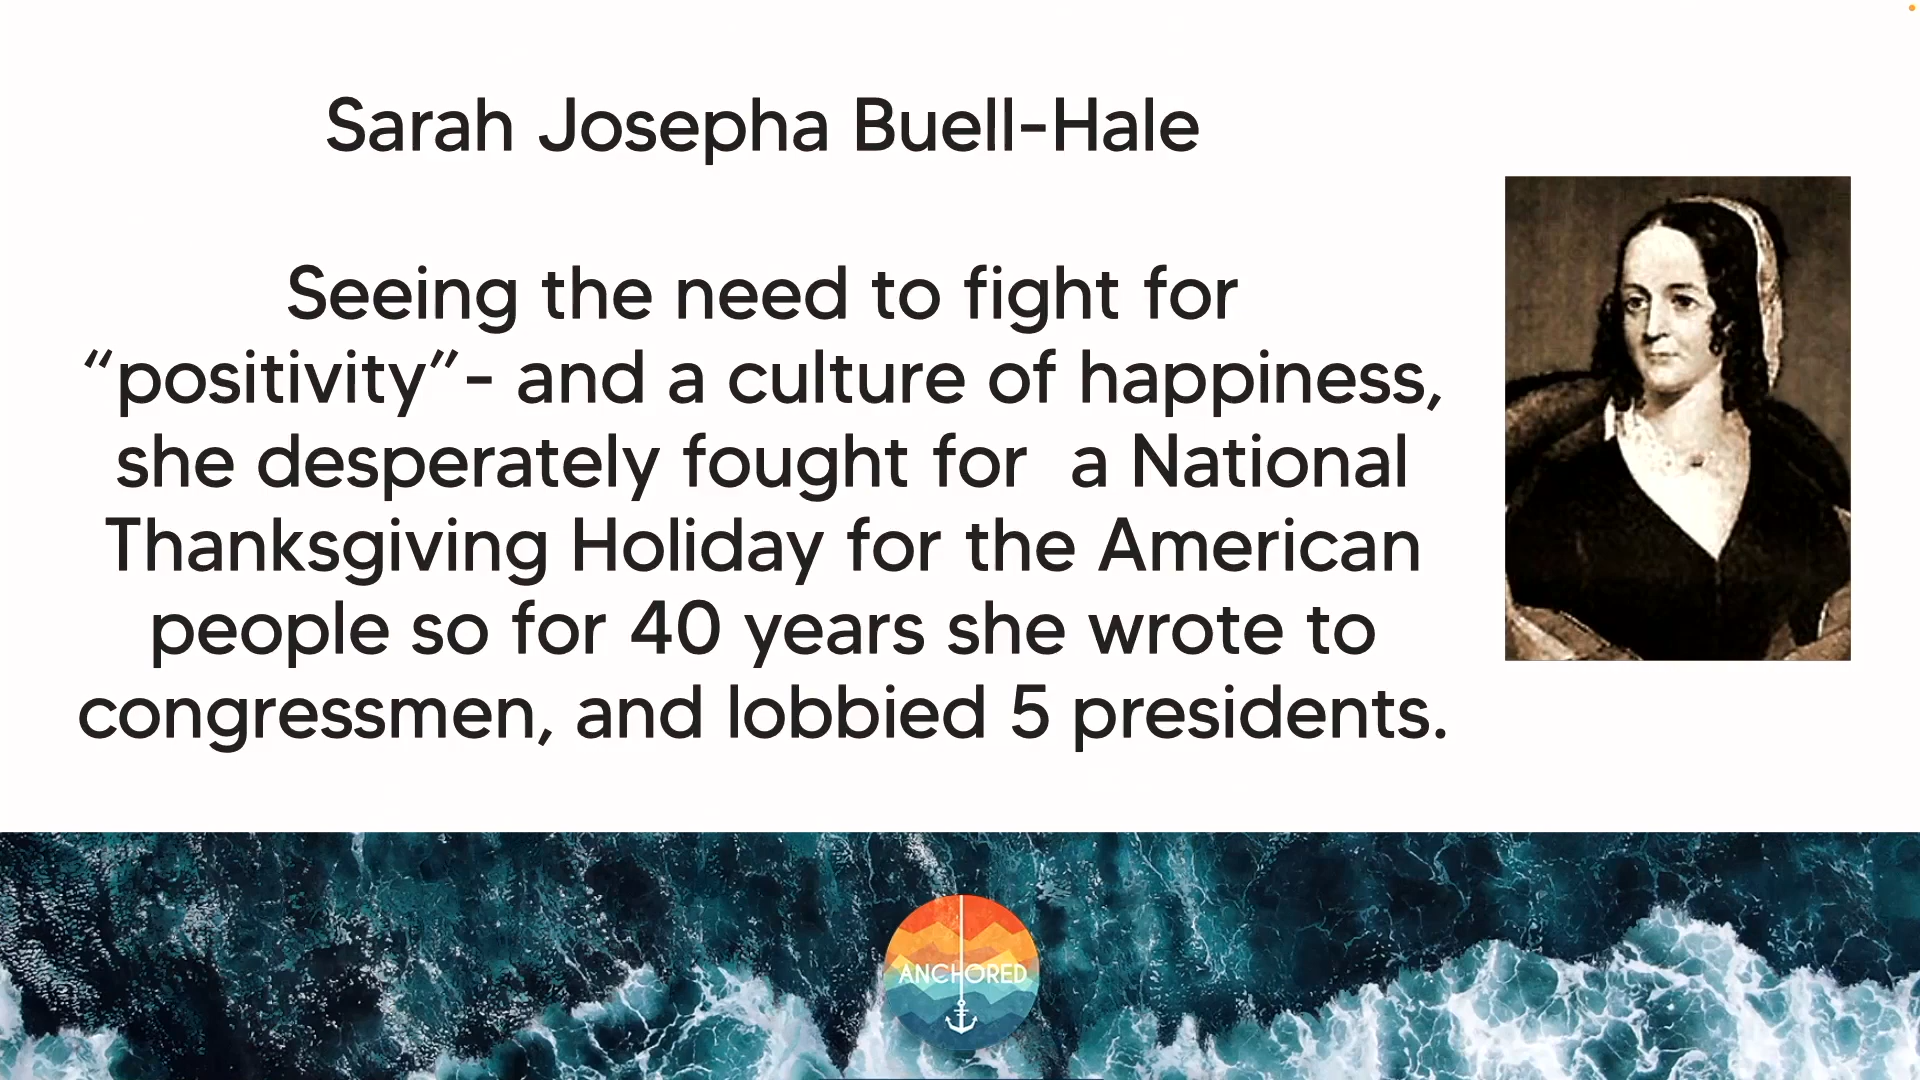 Sarah Josepha Buell-Hale
Seeing the need to fight for
“positivity”- and a culture of happiness,
she desperately fought for  a National
Thanksgiving Holiday for the American
people so for 40 years she wrote to
congressmen, and lobbied 5 presidents.
ANCHORED